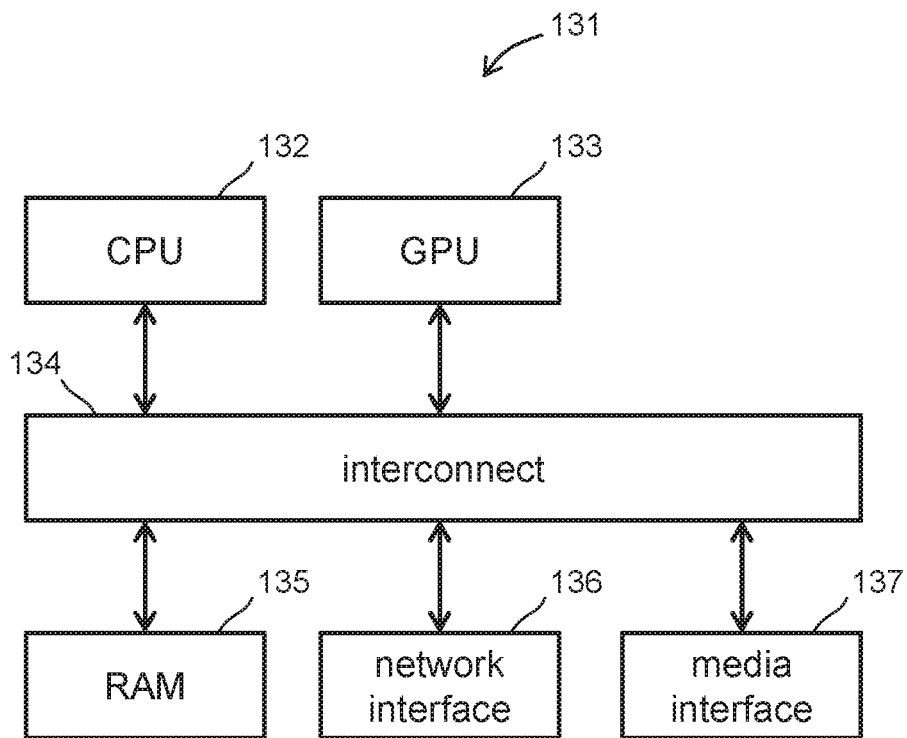 131
132
133
CPU
GPU
134
interconnect
135
136
137
RAM
network
interface
media
interface